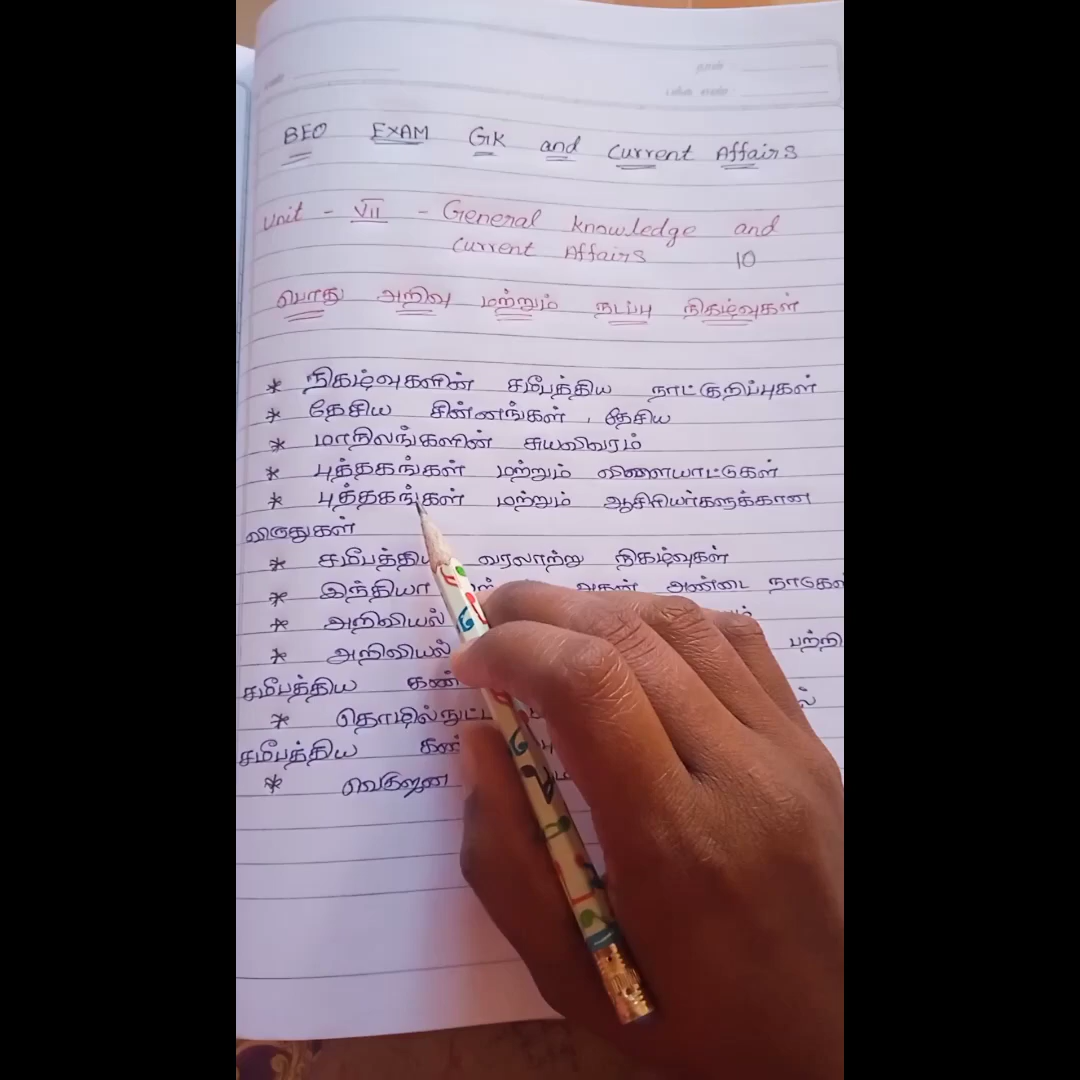 BEO EXAM GK and Current Affairs
Unit - VII - General knowledge and
Current Affairs 10
பொது அறிவு மற்றும் நடப்பு நிகழ்வுகள்
* நிகழ்வுகளின் சமீபத்திய நாட்குறிப்புகள்
* தேசிய சின்னங்கள், தேசிய
* மாநிலங்களின் சுயவிவரம்
* புத்தகங்கள் மற்றும் விளையாட்டுகள்
* புத்தகங்கள் மற்றும் ஆசிரியர்களுக்கான
விருதுகள்
* சமீபத்திய வரலாற்று நிகழ்வுகள்
* இந்தியா அதன் அண்டை நாடுகள்
* அறிவியல்
* அறிவியல் பற்றி
சமீபத்திய
* தொழில்நுட்ப
சமீபத்திய
* வெகுஜன